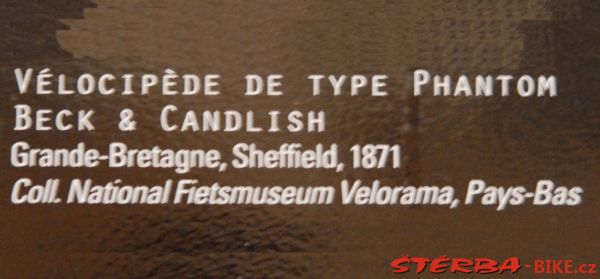 Vélocipède de type Phantom
Beck & Candlish
Grande-Bretagne, Sheffield, 1871
Coll. National Fietsmuseum Velorama, Pays-Bas
ŠTĚRBA-BIKE.cz